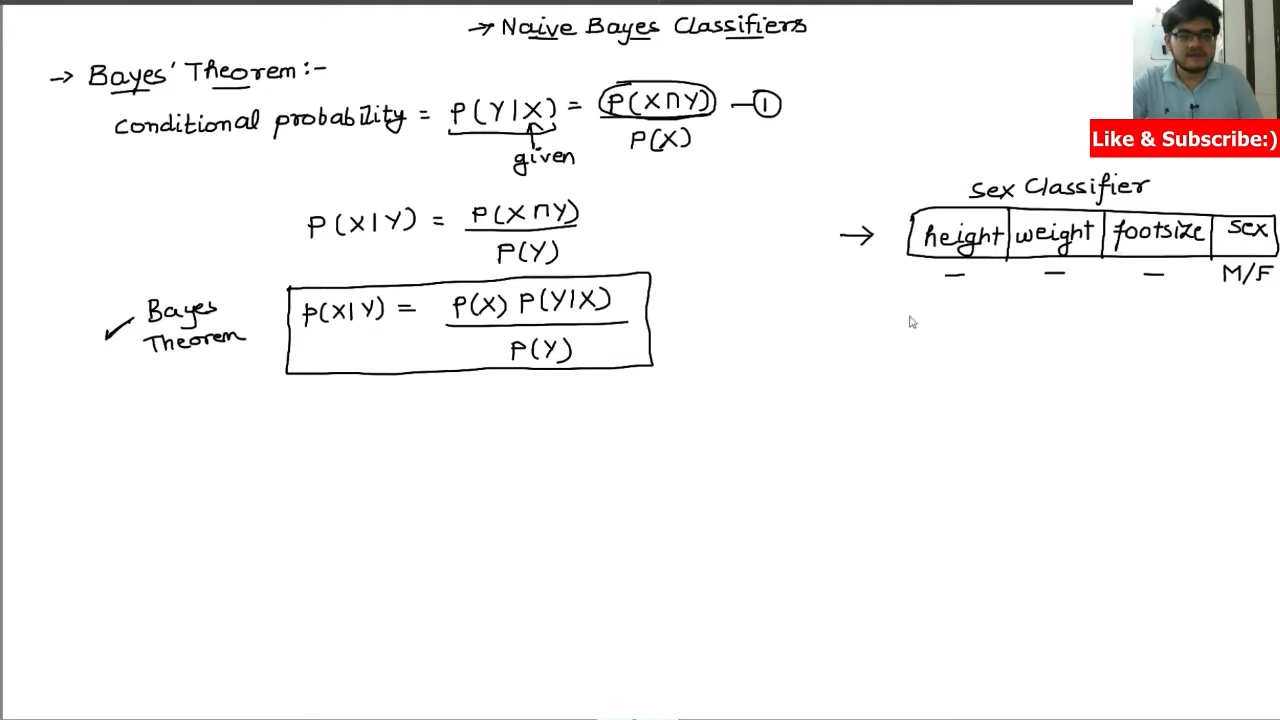 → Naive Bayes Classifiers
→ Bayes' Theorem :-
conditional probability = P(Y|X) = P(X∩Y) / P(X) —①
given
P(X|Y) = P(X∩Y) / P(Y)
Bayes Theorem
P(X|Y) = P(X) P(Y|X) / P(Y)
Like & Subscribe:)
Sex Classifier
→ height weight footsize sex
– – – M/F